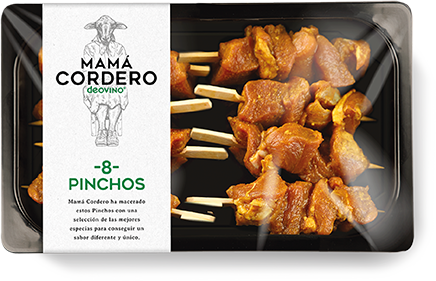 MAMÁ
CORDERO
deOVINO®
-8-
PINCHOS
Mamá Cordero ha macerado
estos Pinchos con una
selección de las mejores
especias para conseguir un
sabor diferente y único.